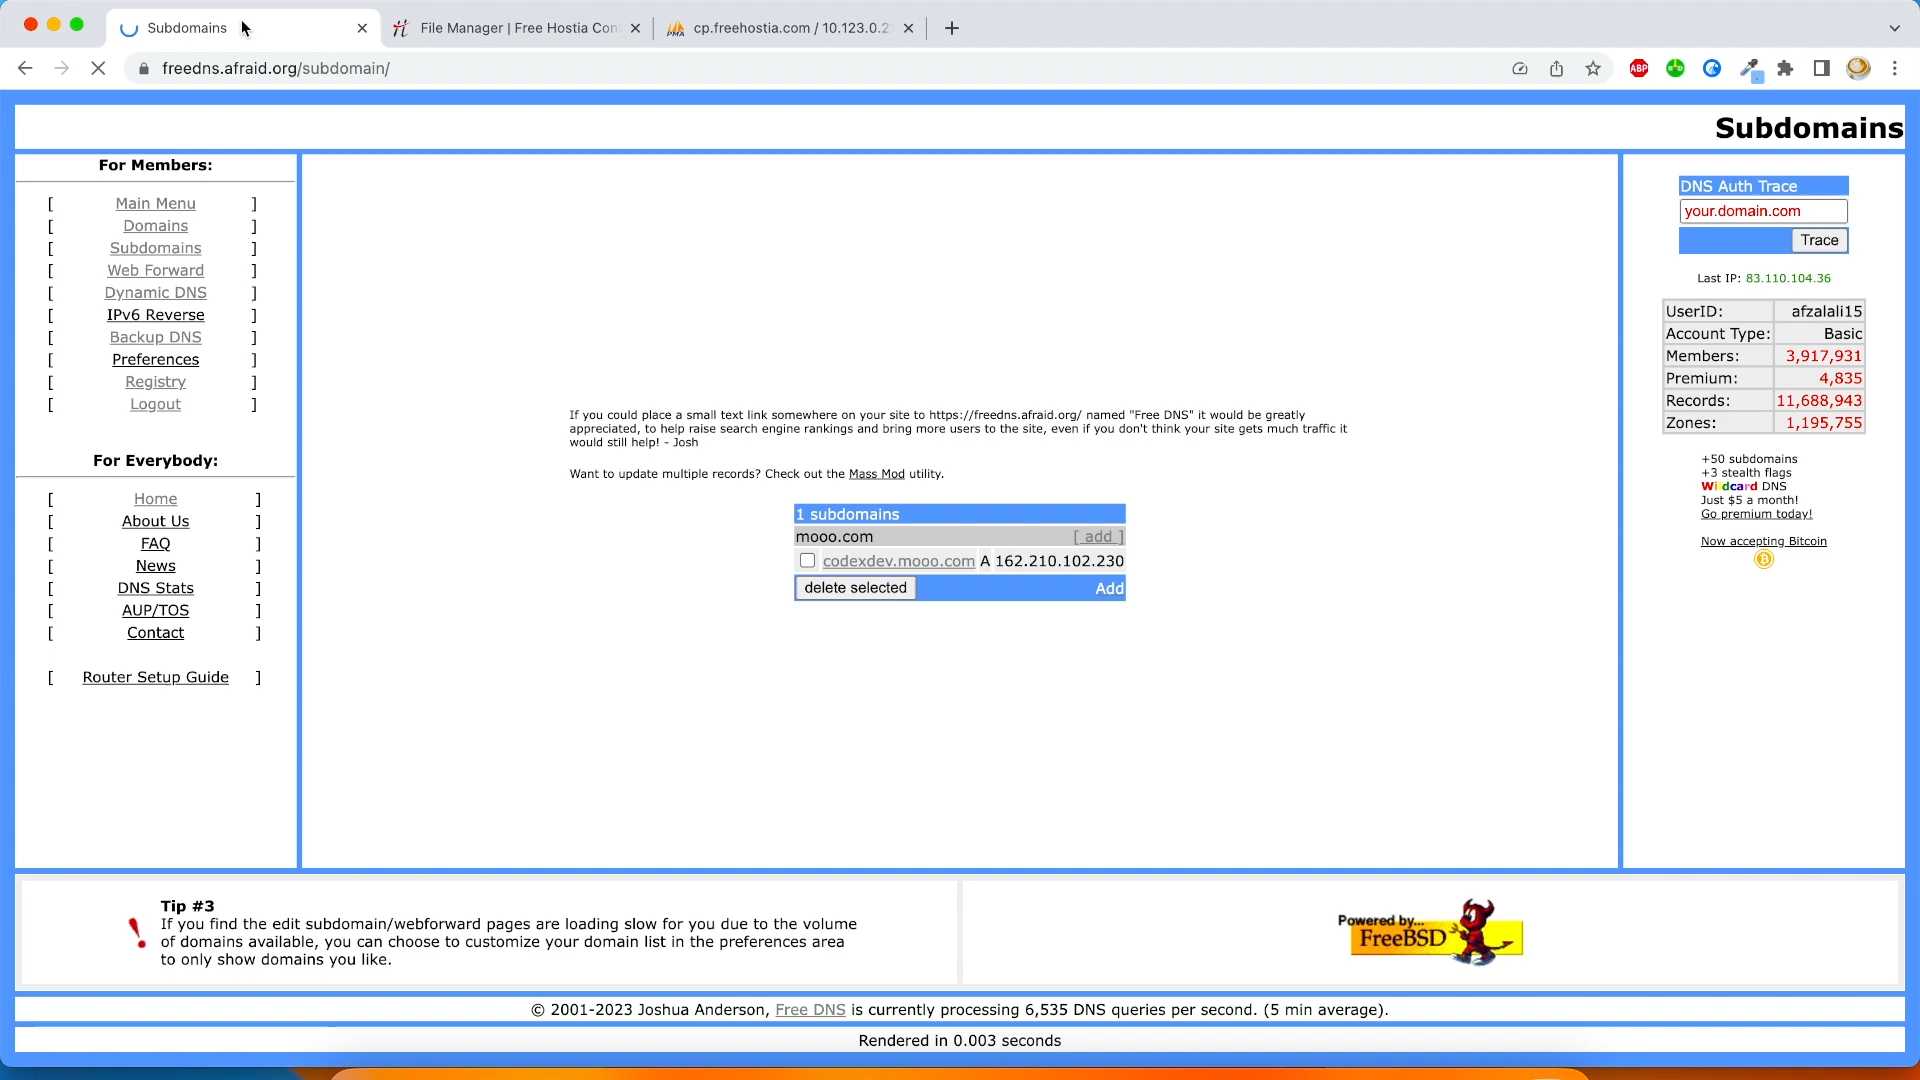 Subdomains
File Manager | Free Hostia Con
cp.freehostia.com / 10.123.0.21
freedns.afraid.org/subdomain/
ABP
Subdomains
For Members:
[ Main Menu ]
[ Domains ]
[ Subdomains ]
[ Web Forward ]
[ Dynamic DNS ]
[ IPv6 Reverse ]
[ Backup DNS ]
[ Preferences ]
[ Registry ]
[ Logout ]
For Everybody:
[ Home ]
[ About Us ]
[ FAQ ]
[ News ]
[ DNS Stats ]
[ AUP/TOS ]
[ Contact ]
[ Router Setup Guide ]
If you could place a small text link somewhere on your site to https://freedns.afraid.org/ named "Free DNS" it would be greatly
appreciated, to help raise search engine rankings and bring more users to the site, even if you don't think your site gets much traffic it
would still help! - Josh
Want to update multiple records? Check out the Mass Mod utility.
1 subdomains
mooo.com [ add ]
codexdev.mooo.com A 162.210.102.230
delete selected Add
DNS Auth Trace
your.domain.com
Trace
Last IP: 83.110.104.36
UserID: afzalali15
Account Type: Basic
Members: 3,917,931
Premium: 4,835
Records: 11,688,943
Zones: 1,195,755
+50 subdomains
+3 stealth flags
Wildcard DNS
Just $5 a month!
Go premium today!
Now accepting Bitcoin
Tip #3
If you find the edit subdomain/webforward pages are loading slow for you due to the volume
of domains available, you can choose to customize your domain list in the preferences area
to only show domains you like.
Powered by...
FreeBSD
© 2001-2023 Joshua Anderson, Free DNS is currently processing 6,535 DNS queries per second. (5 min average).
Rendered in 0.003 seconds